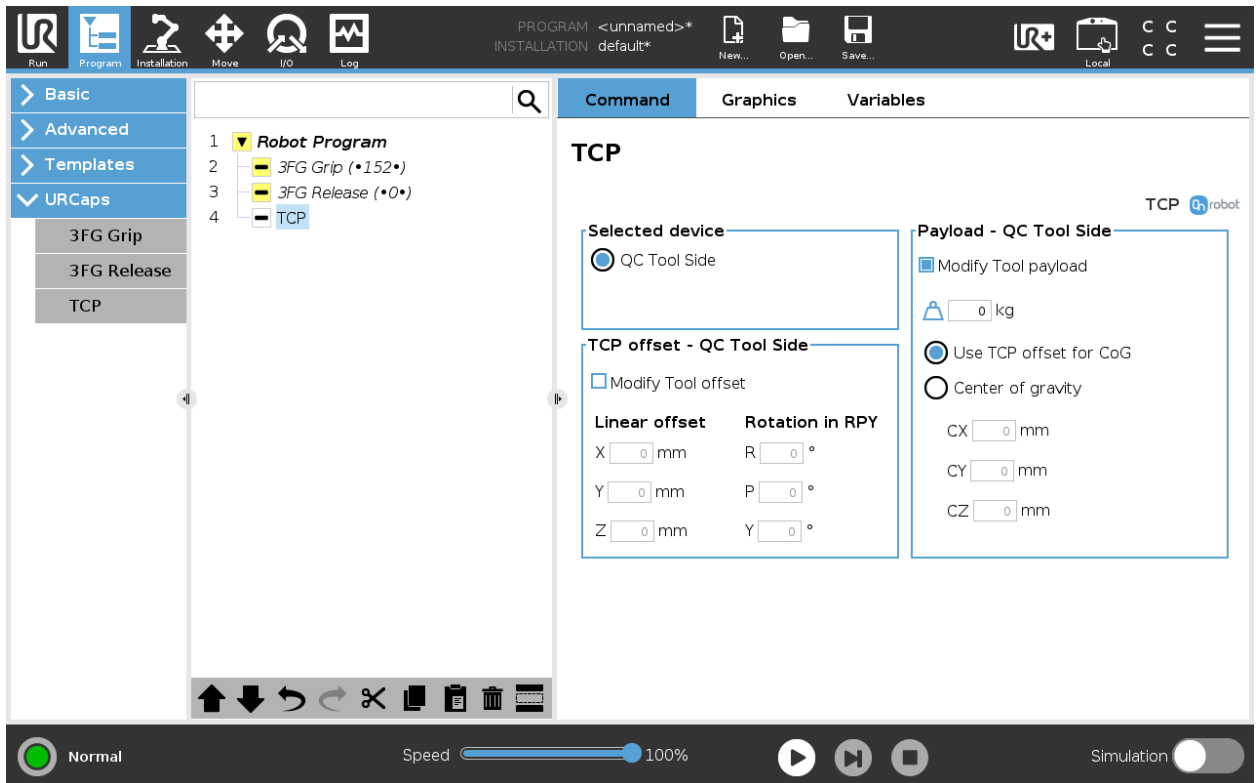 UR
Run
Program
Installation
Move
I/O
Log
PROGRAM <unnamed>*
INSTALLATION default*
New...
Open...
Save...
UR+
Local
C C
C C
Basic
Advanced
Templates
URCaps
3FG Grip
3FG Release
TCP
1 Robot Program
2 3FG Grip (•152•)
3 3FG Release (•0•)
4 TCP
Command Graphics Variables
TCP
TCP On robot
Selected device
QC Tool Side
TCP offset - QC Tool Side
Modify Tool offset
Linear offset Rotation in RPY
X 0 mm R 0 °
Y 0 mm P 0 °
Z 0 mm Y 0 °
Payload - QC Tool Side
Modify Tool payload
0 kg
Use TCP offset for CoG
Center of gravity
CX 0 mm
CY 0 mm
CZ 0 mm
Normal
Speed 100%
Simulation